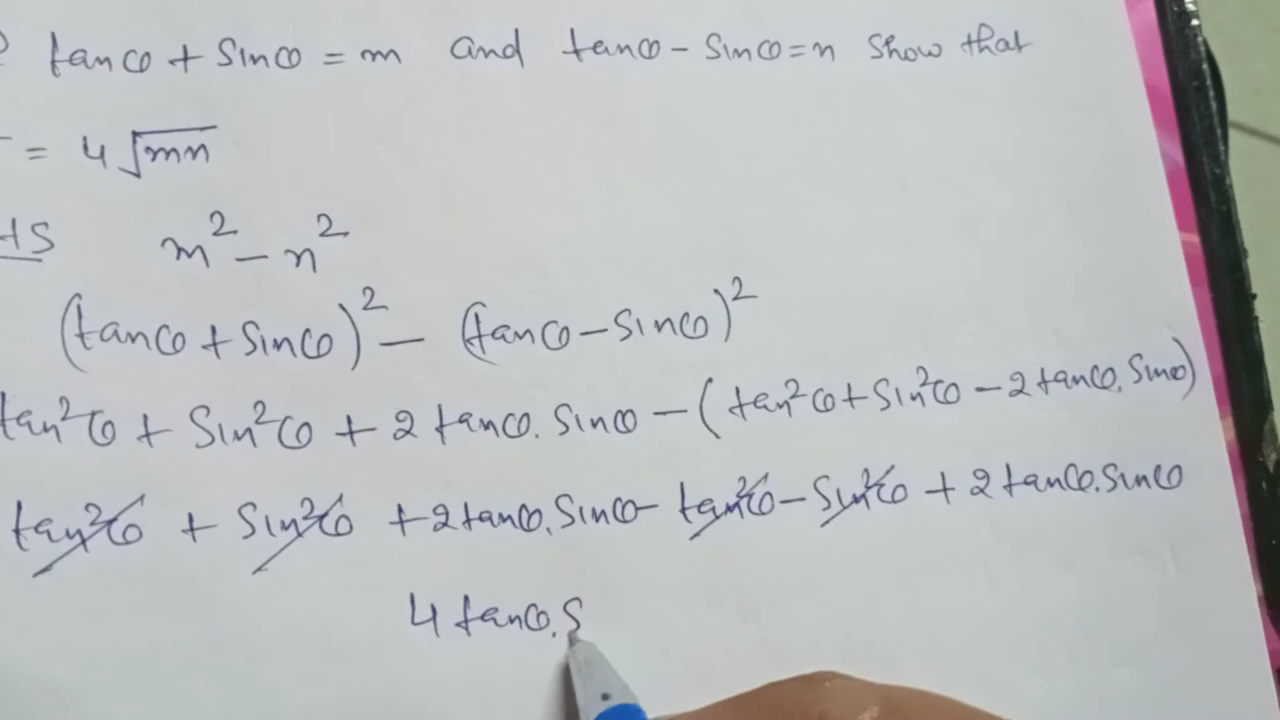 tanθ + Sinθ = m and tanθ - Sinθ = n Show that
= 4 √mn
HS m² - n²
(tanθ + Sinθ)² - (tanθ - Sinθ)²
tan²θ + Sin²θ + 2 tanθ. Sinθ - (tan²θ + Sin²θ - 2 tanθ. Sinθ)
tan²θ + Sin²θ + 2 tanθ. Sinθ - tan²θ - Sin²θ + 2 tanθ. Sinθ
4 tanθ. S